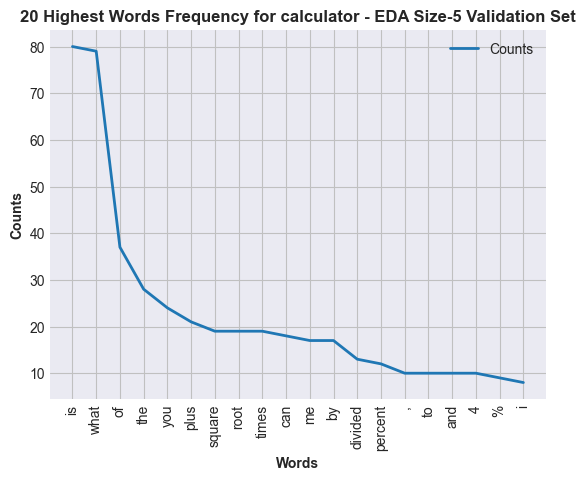 20 Highest Words Frequency for calculator - EDA Size-5 Validation Set
Counts
80
70
60
50
40
30
20
10
Counts
is
what
of
the
you
plus
square
root
times
can
me
by
divided
percent
,
to
and
4
%
i
Words